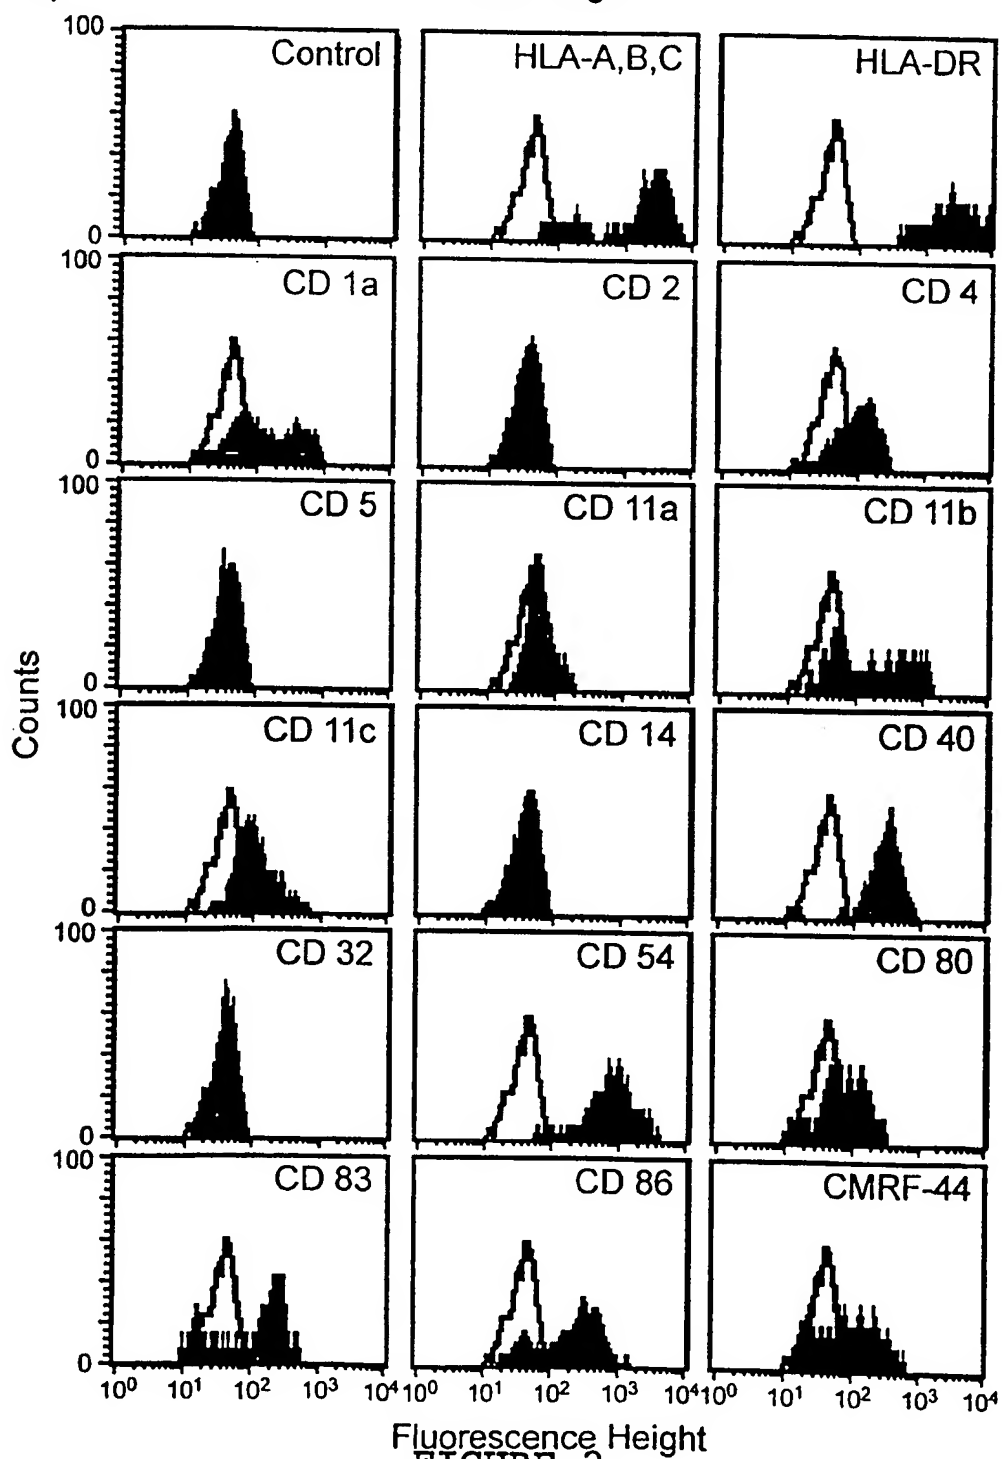 100
Control
HLA-A,B,C
HLA-DR
0
100
CD 1a
CD 2
CD 4
0
100
CD 5
CD 11a
CD 11b
0
Counts
100
CD 11c
CD 14
CD 40
0
100
CD 32
CD 54
CD 80
0
100
CD 83
CD 86
CMRF-44
0
10⁰ 10¹ 10² 10³ 10⁴ 10⁰ 10¹ 10² 10³ 10⁴ 10⁰ 10¹ 10² 10³ 10⁴
Fluorescence Height